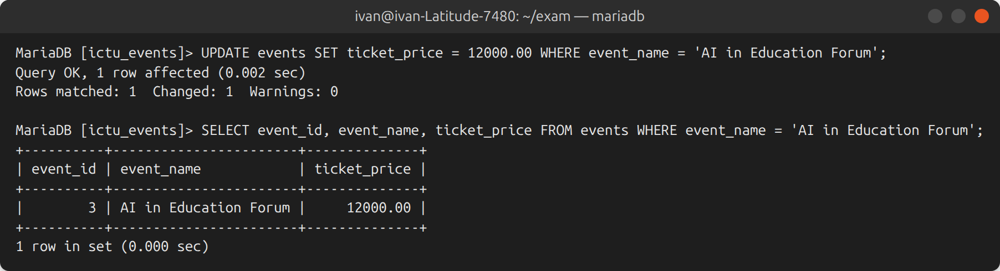 ivan@ivan-Latitude-7480: ~/exam — mariadb
MariaDB [ictu_events]> UPDATE events SET ticket_price = 12000.00 WHERE event_name = 'AI in Education Forum';
Query OK, 1 row affected (0.002 sec)
Rows matched: 1  Changed: 1  Warnings: 0

MariaDB [ictu_events]> SELECT event_id, event_name, ticket_price FROM events WHERE event_name = 'AI in Education Forum';
+----------+-----------------------+--------------+
| event_id | event_name            | ticket_price |
+----------+-----------------------+--------------+
|        3 | AI in Education Forum |     12000.00 |
+----------+-----------------------+--------------+
1 row in set (0.000 sec)